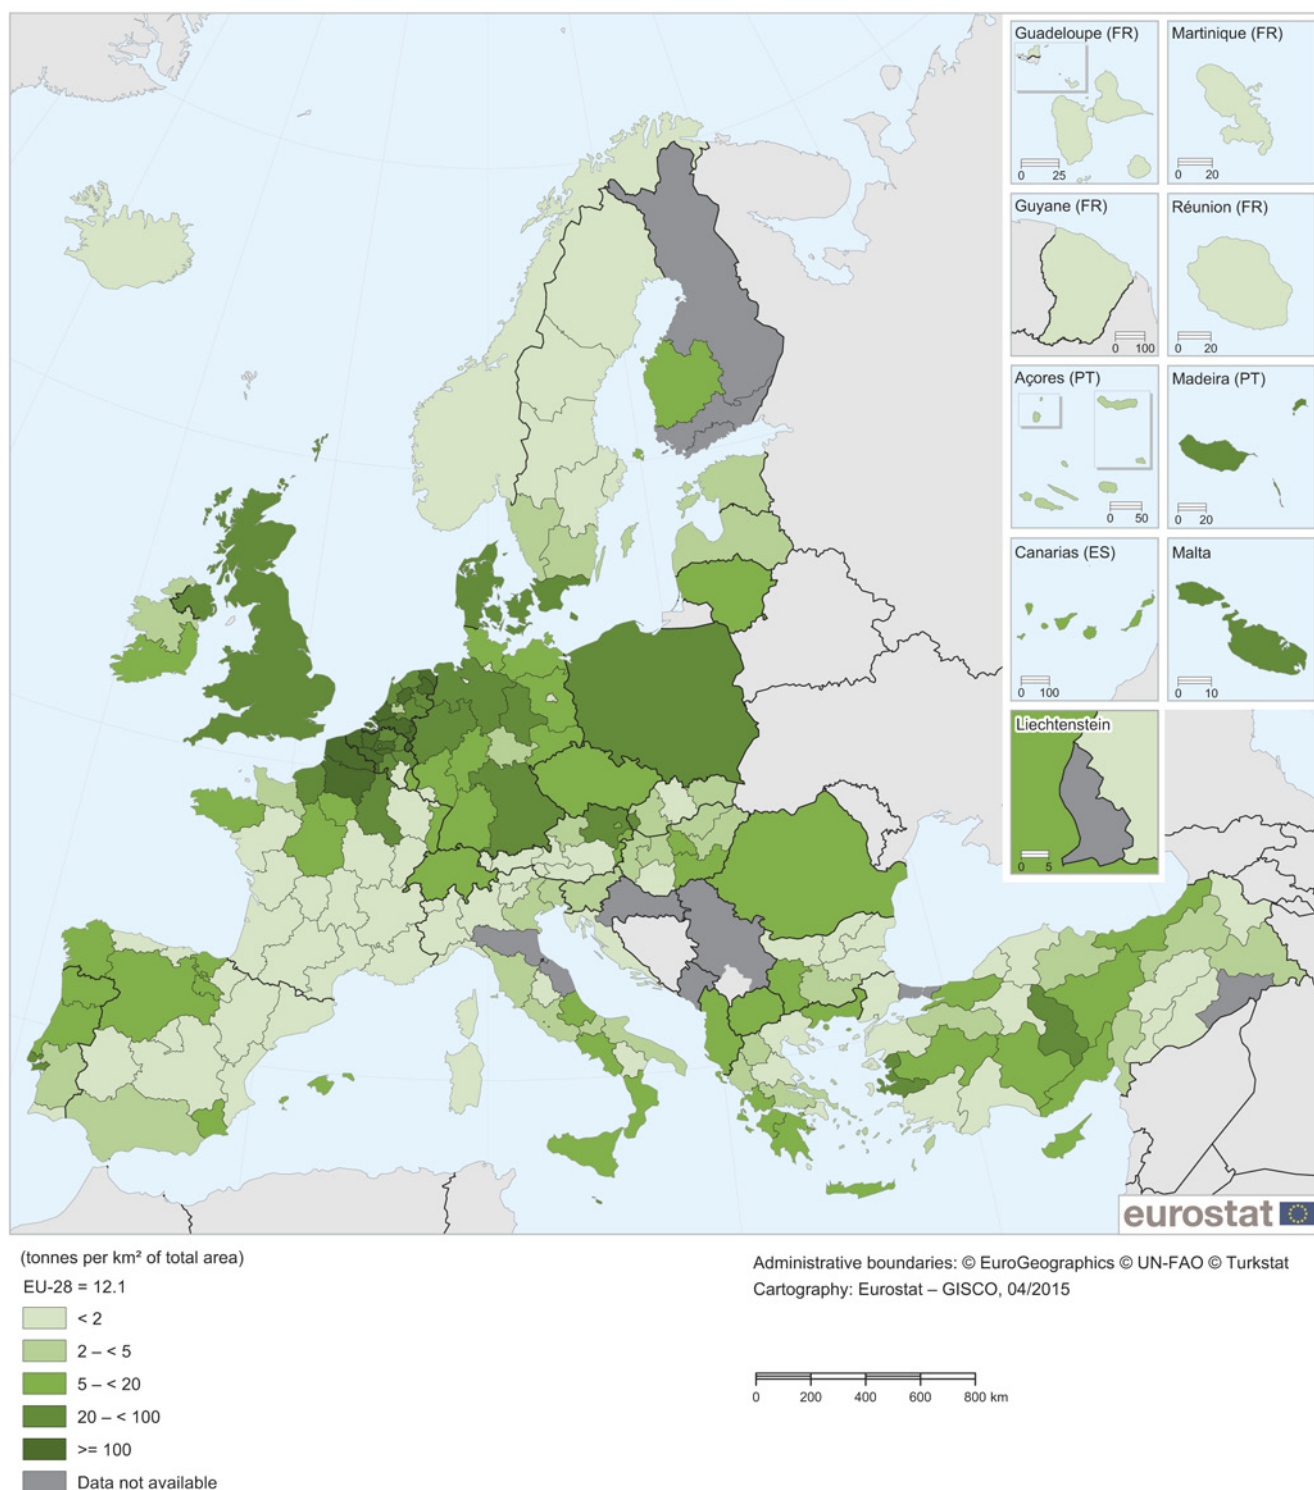 Guadeloupe (FR)
0 25
Martinique (FR)
0 20
Guyane (FR)
0 100
Réunion (FR)
0 20
Açores (PT)
0 50
Madeira (PT)
0 20
Canarias (ES)
0 100
Malta
0 10
Liechtenstein
0 5
eurostat
(tonnes per km² of total area)
EU-28 = 12.1
< 2
2 – < 5
5 – < 20
20 – < 100
>= 100
Data not available
Administrative boundaries: © EuroGeographics © UN-FAO © Turkstat
Cartography: Eurostat – GISCO, 04/2015
0 200 400 600 800 km